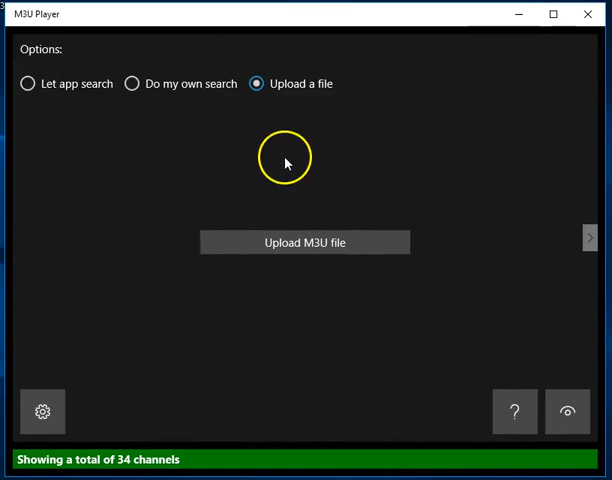 M3U Player
Options:
Let app search Do my own search Upload a file
Upload M3U file
?
Showing a total of 34 channels